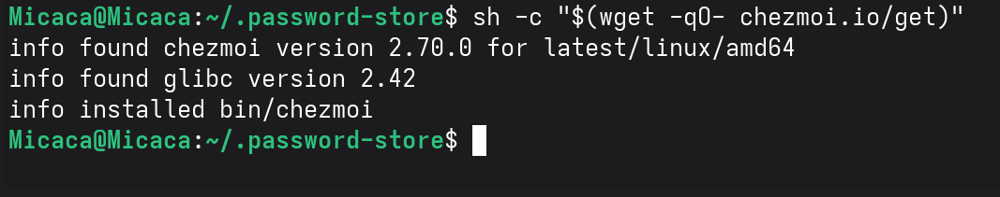 Micaca@Micaca:~/.password-store$ sh -c "$(wget -qO- chezmoi.io/get)"
info found chezmoi version 2.70.0 for latest/linux/amd64
info found glibc version 2.42
info installed bin/chezmoi
Micaca@Micaca:~/.password-store$